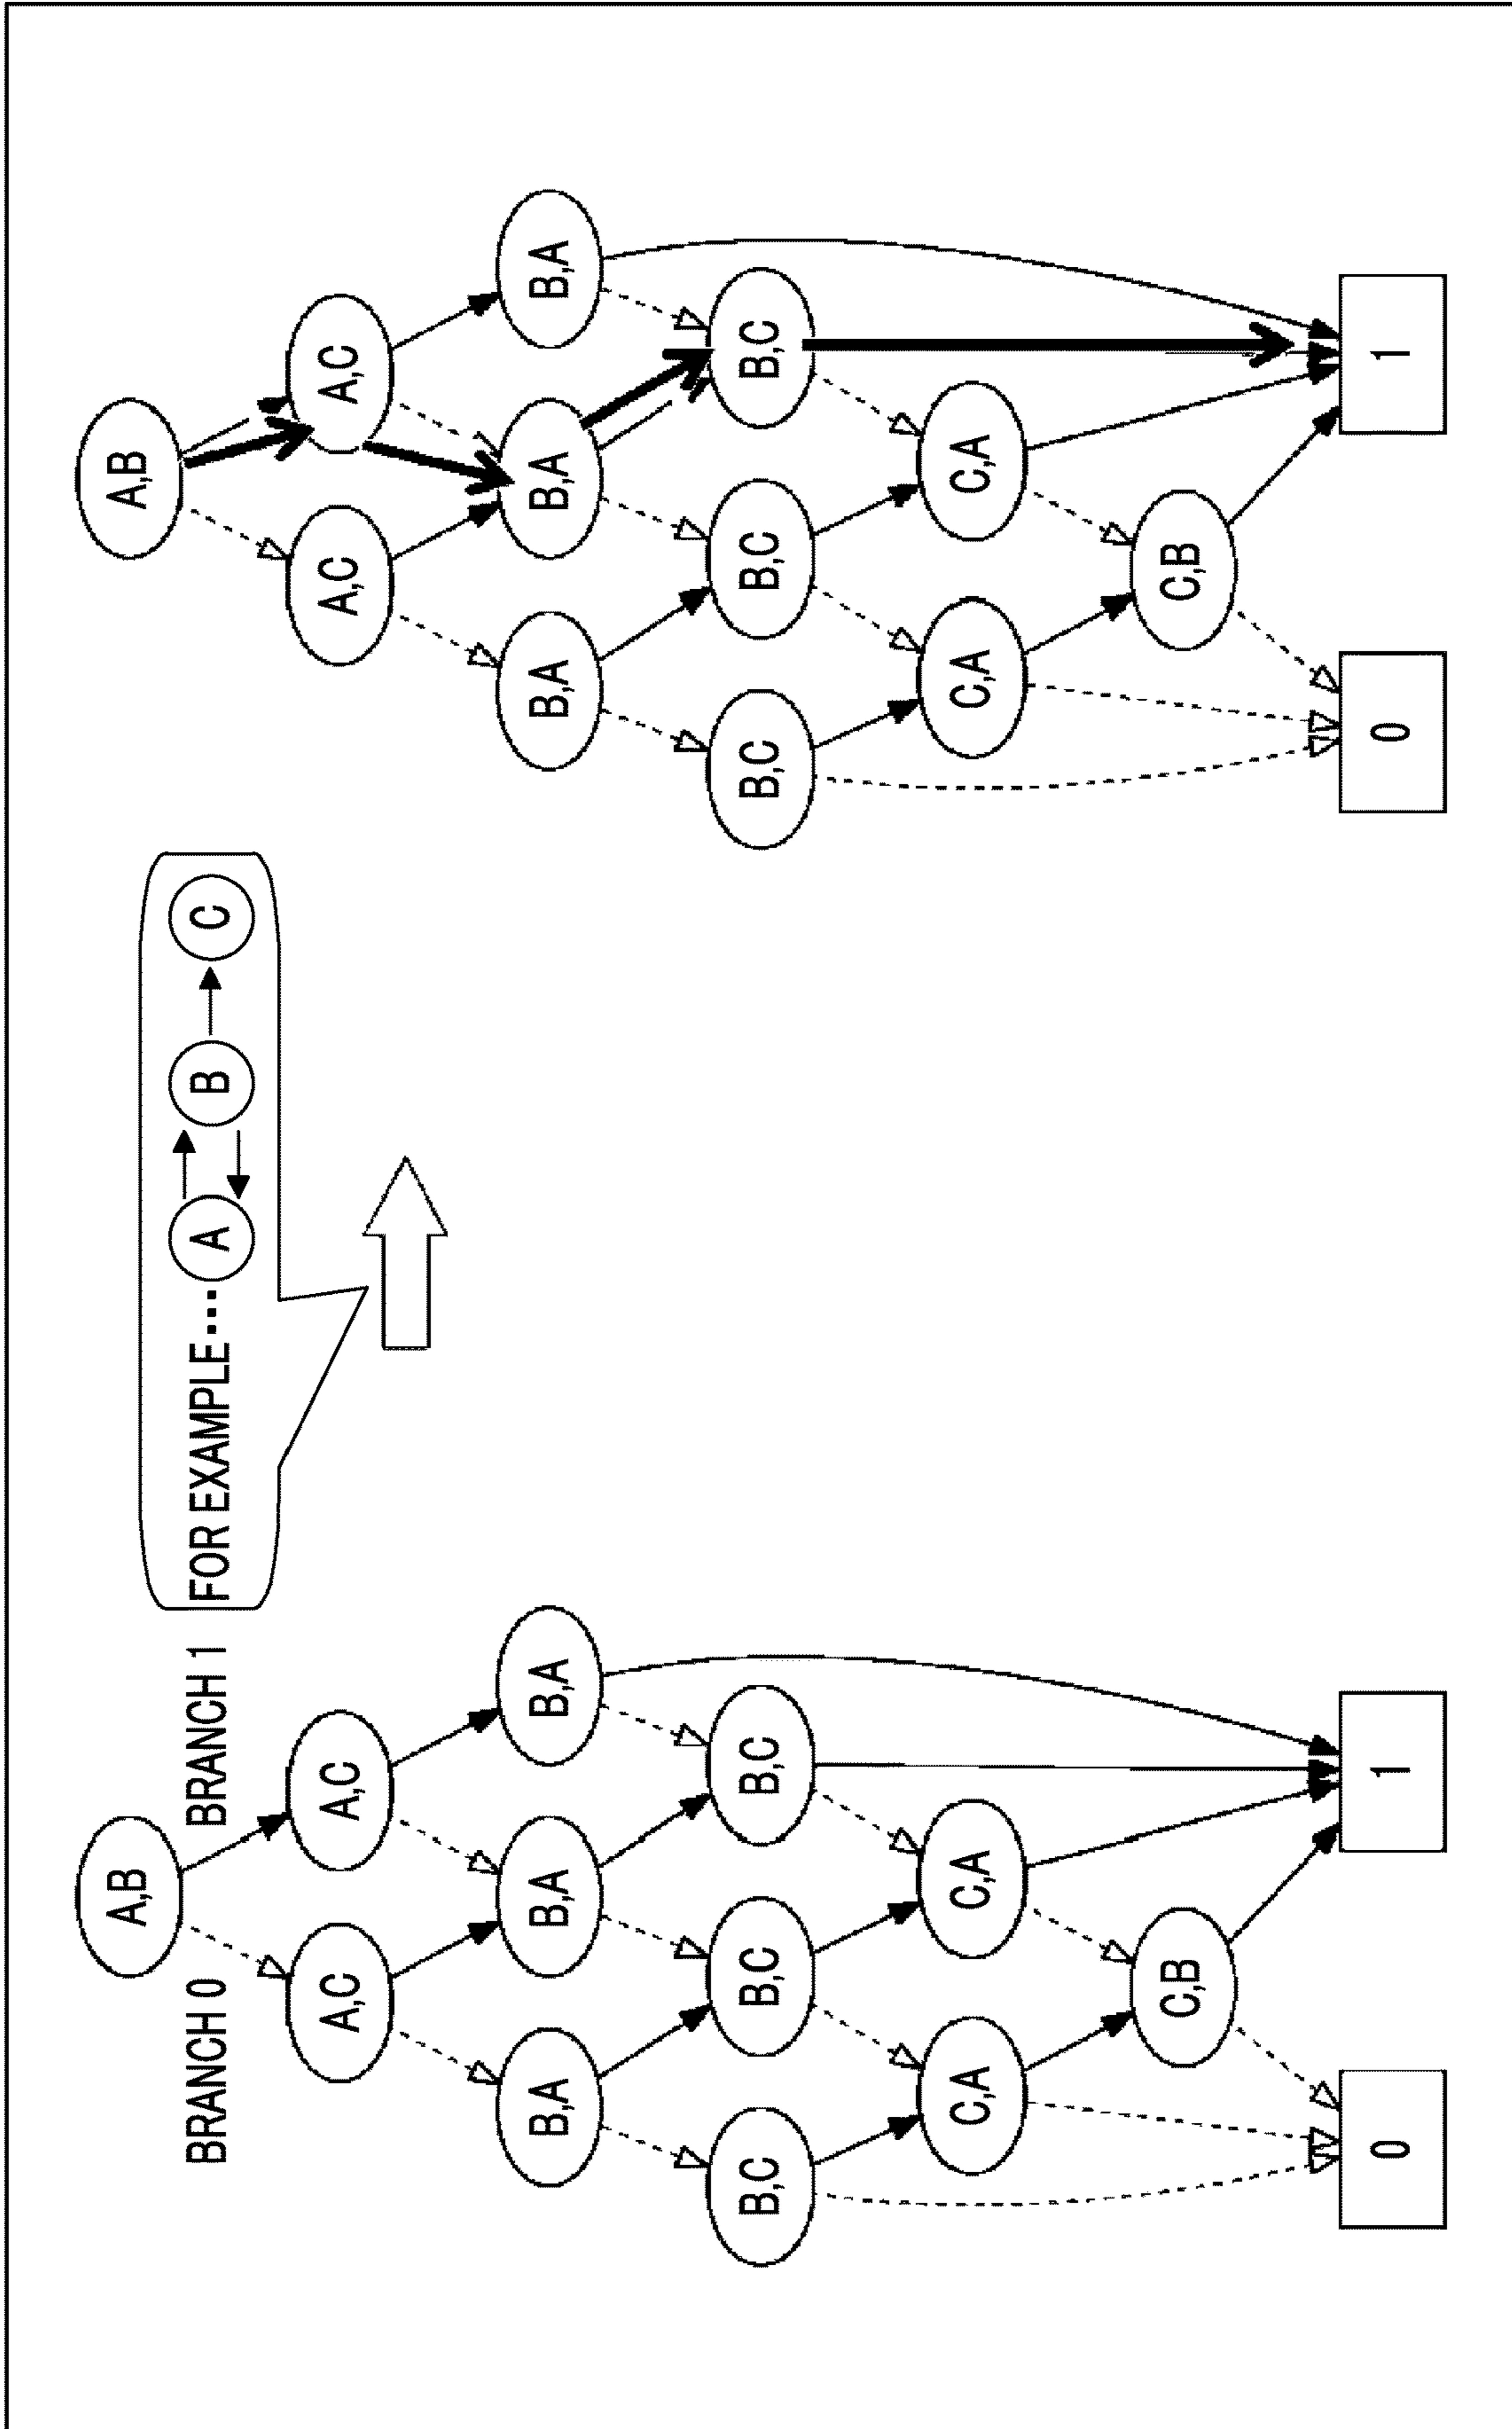 A,B
BRANCH 0 BRANCH 1
A,C A,C
B,A B,A B,A
B,C B,C B,C
C,A C,A
C,B
0 1
FOR EXAMPLE··· A B C
A,B
A,C A,C
B,A B,A B,A
B,C B,C B,C
C,A C,A
C,B
0 1